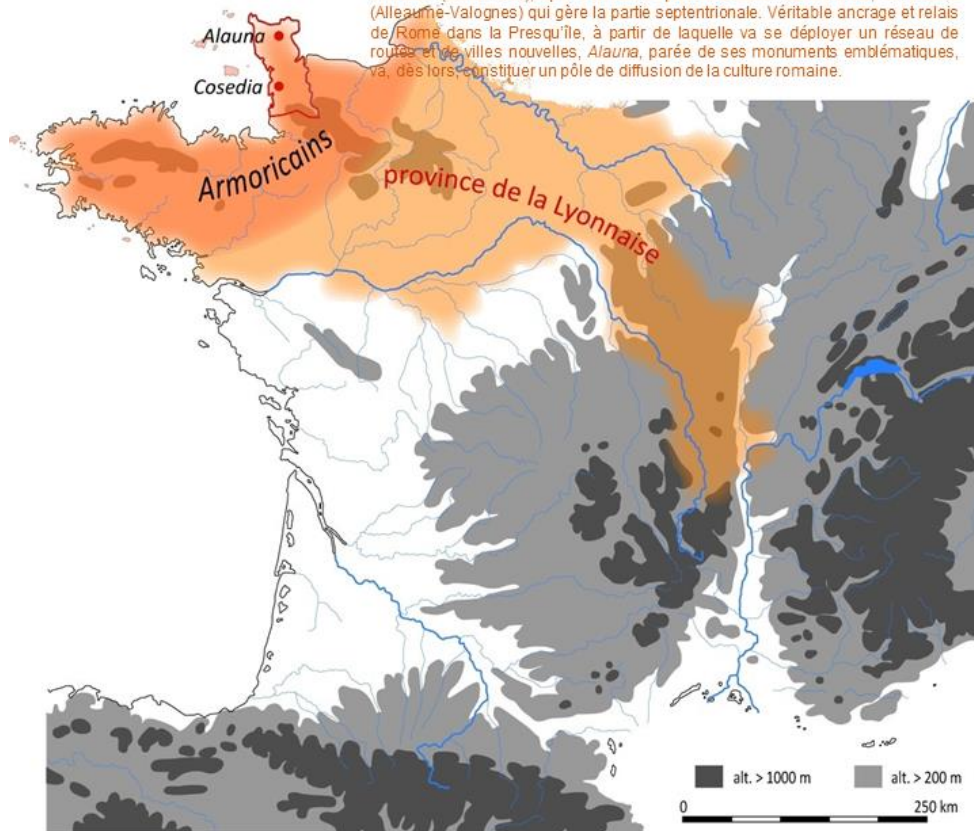 (Alleaume-Valognes) qui gère la partie septentrionale. Véritable ancrage et relais
de Rome dans la Presqu'île, à partir de laquelle va se déployer un réseau de
routes et de villes nouvelles, Alauna, parée de ses monuments emblématiques,
va, dès lors, constituer un pôle de diffusion de la culture romaine.
Alauna
Cosedia
Armoricains
province de la Lyonnaise
alt. > 1000 m
alt. > 200 m
0
250 km